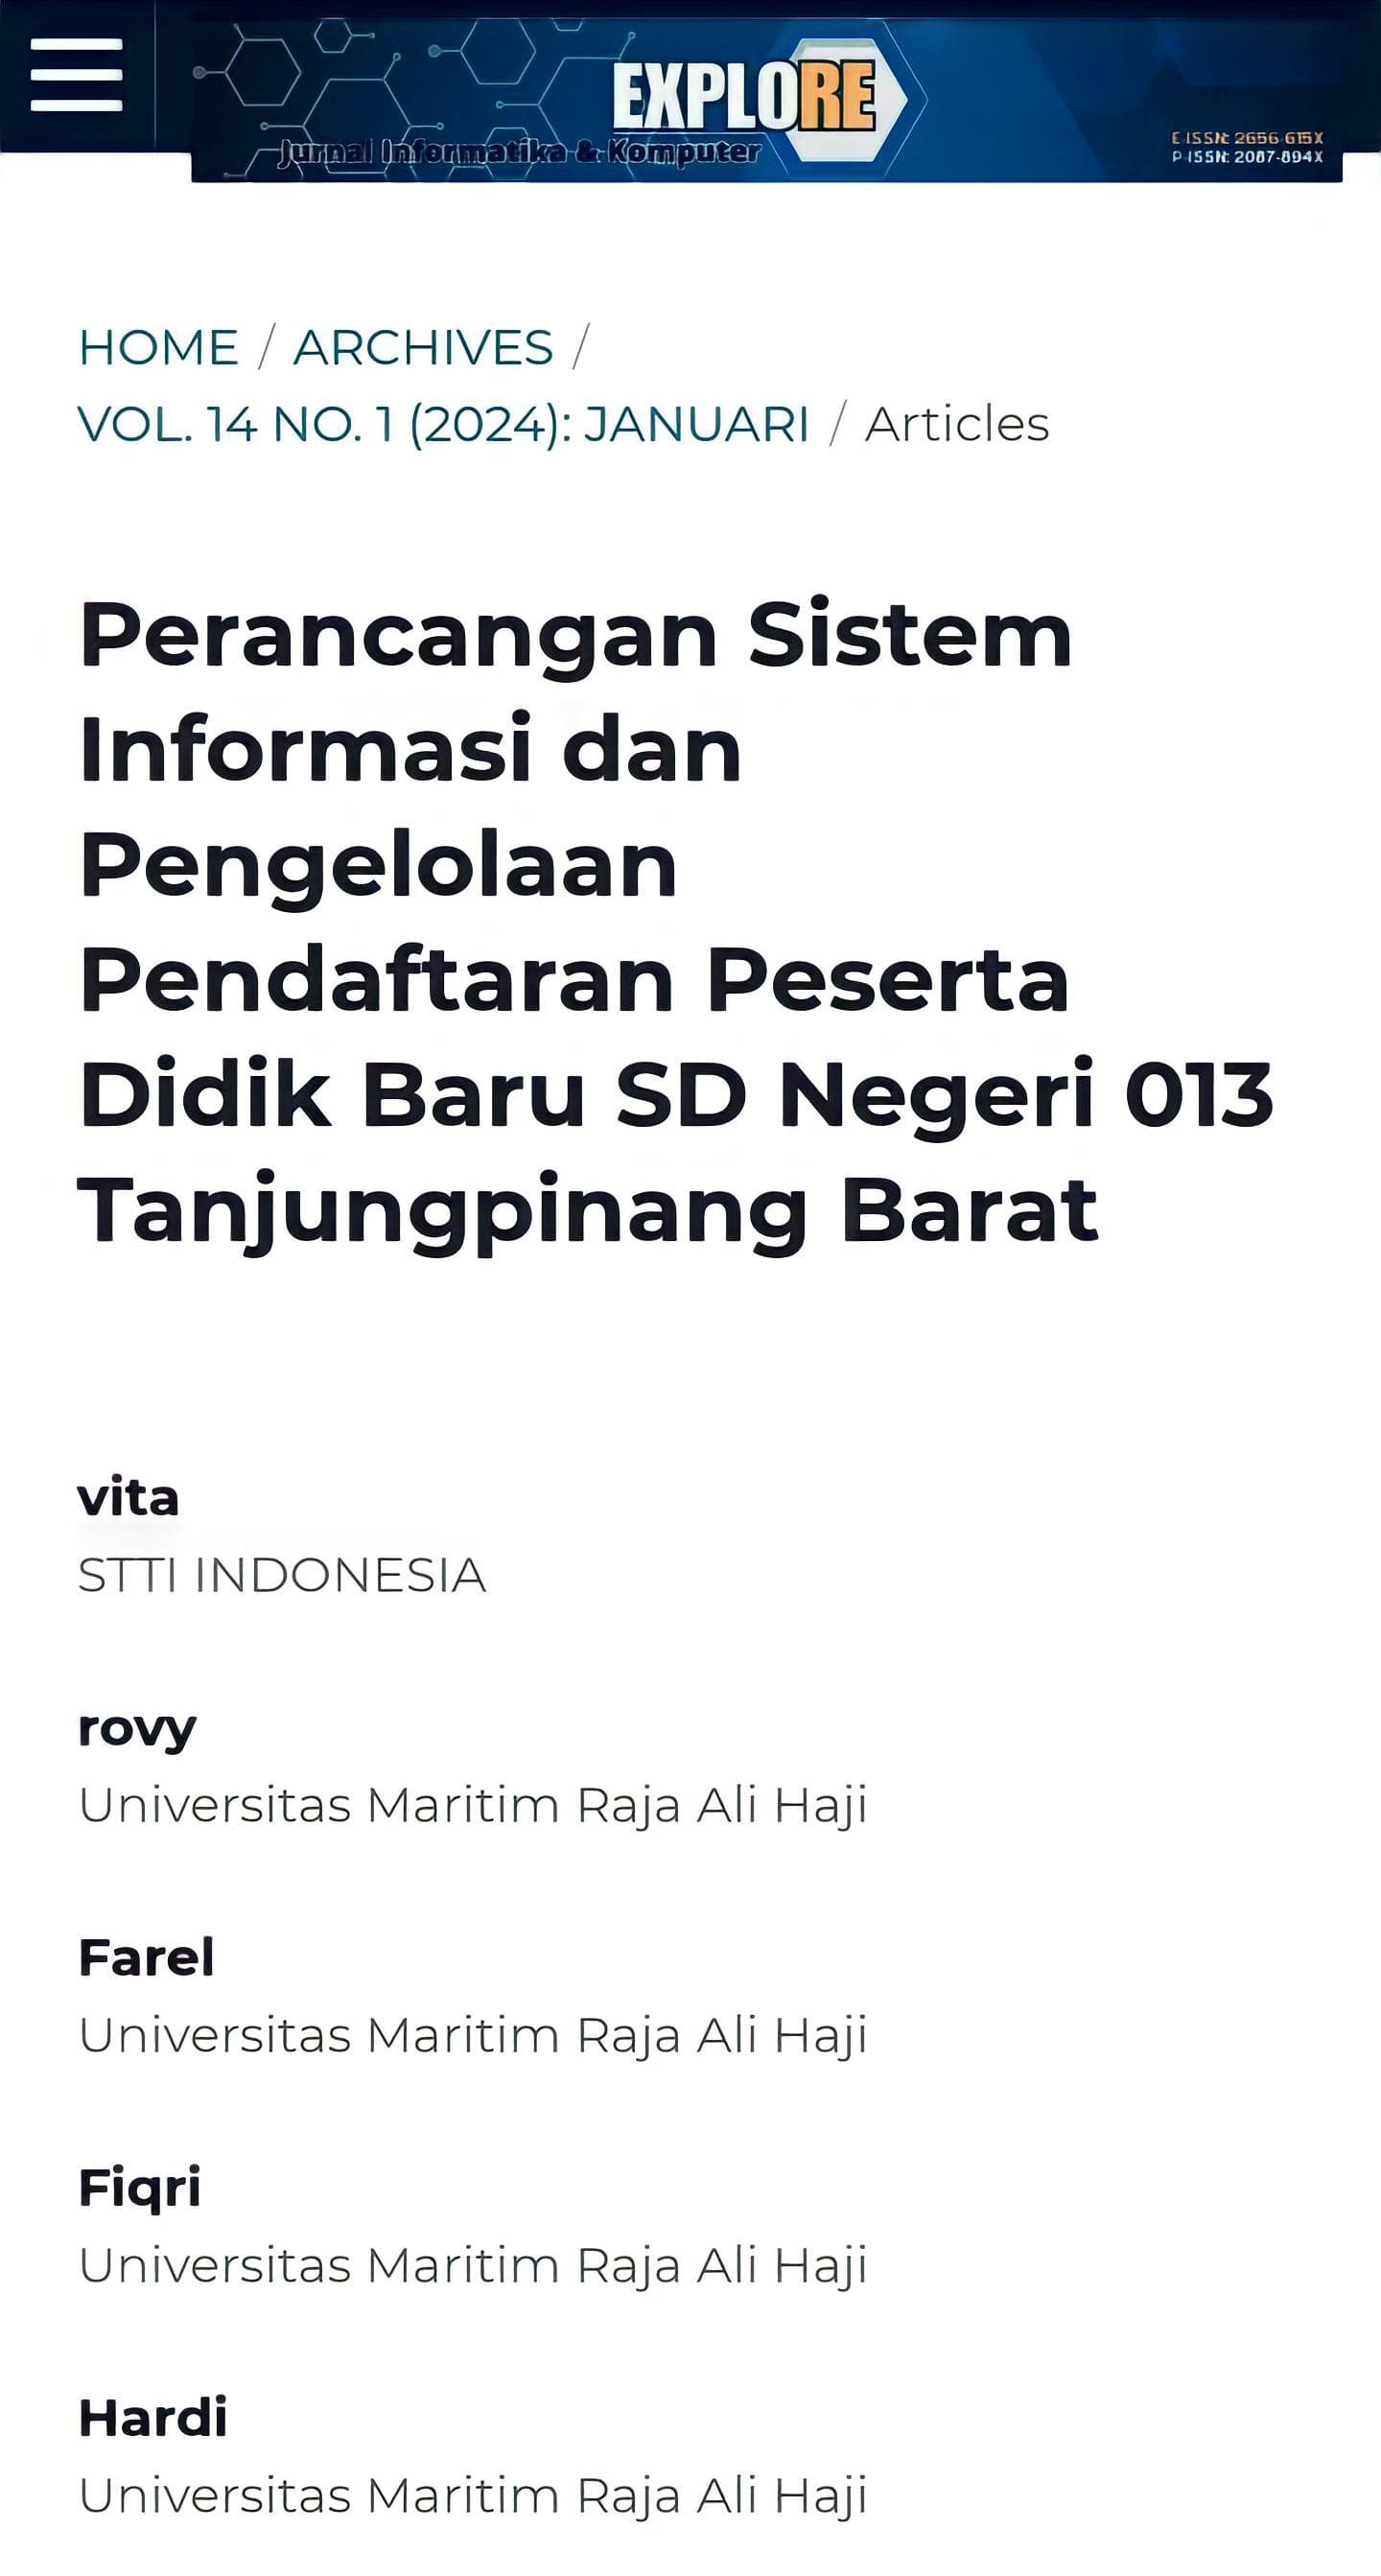 EXPLORE
Jurnal Informatika & Komputer
E-ISSN: 2656-615X
P-ISSN: 2087-894X
HOME / ARCHIVES /
VOL. 14 NO. 1 (2024): JANUARI / Articles
Perancangan Sistem
Informasi dan
Pengelolaan
Pendaftaran Peserta
Didik Baru SD Negeri 013
Tanjungpinang Barat
vita
STTI INDONESIA
rovy
Universitas Maritim Raja Ali Haji
Farel
Universitas Maritim Raja Ali Haji
Fiqri
Universitas Maritim Raja Ali Haji
Hardi
Universitas Maritim Raja Ali Haji